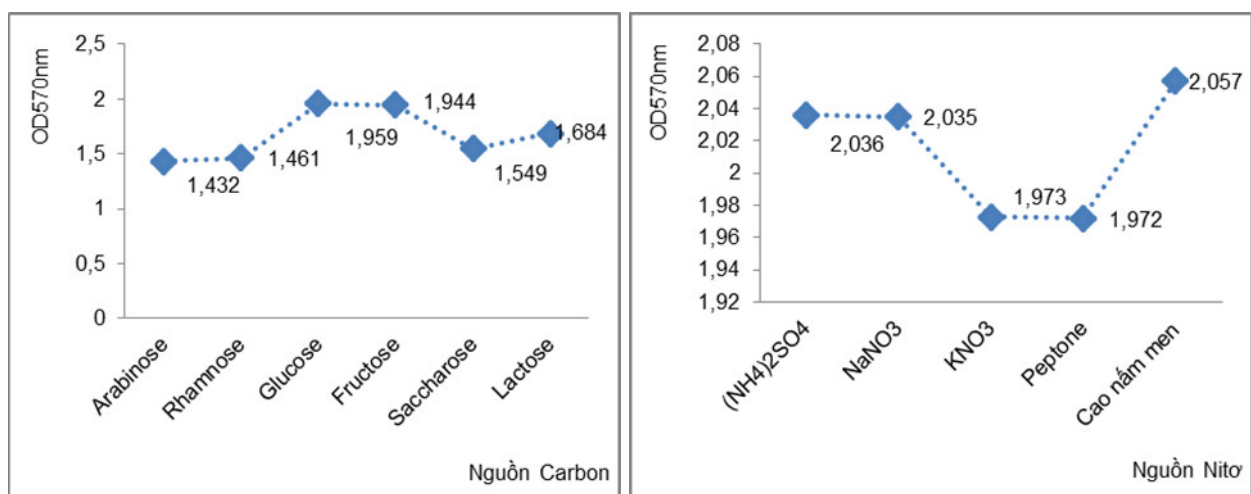 OD570nm
2,5
2
1,5
1
0,5
0
1,432
1,461
1,959
1,944
1,549
1,684
Arabinose
Rhamnose
Glucose
Fructose
Saccharose
Lactose
Nguồn Carbon
OD570nm
2,08
2,06
2,04
2,02
2
1,98
1,96
1,94
1,92
2,036
2,035
1,973
1,972
2,057
(NH4)2SO4
NaNO3
KNO3
Peptone
Cao nấm men
Nguồn Nitơ